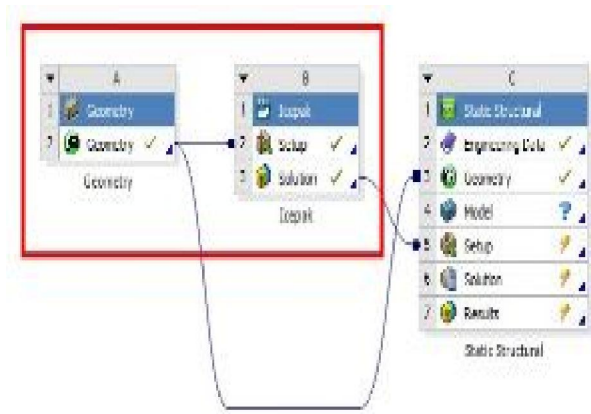 A
1 Geometry
2 Geometry
Geometry
B
1 Icepak
2 Setup
3 Solution
Icepak
C
1 Static Structural
2 Engineering Data
3 Geometry
4 Model ?
5 Setup
6 Solution
7 Results
Static Structural